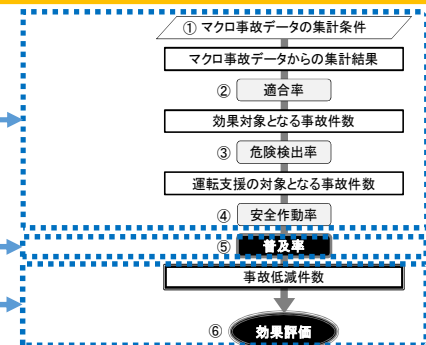 ① マクロ事故データの集計条件
マクロ事故データからの集計結果
② 適合率
効果対象となる事故件数
③ 危険検出率
運転支援の対象となる事故件数
④ 安全作動率
⑤ 普及率
事故低減件数
⑥ 効果評価